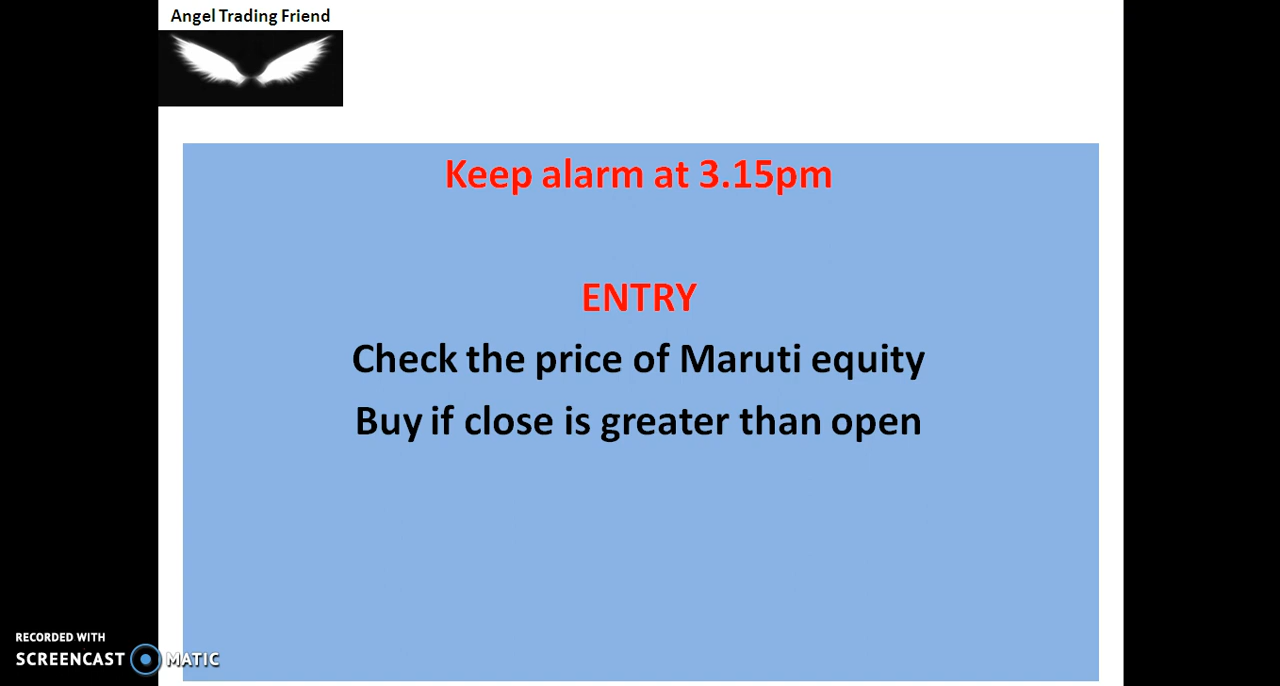 Angel Trading Friend
Keep alarm at 3.15pm
ENTRY
Check the price of Maruti equity
Buy if close is greater than open
RECORDED WITH
SCREENCAST MATIC